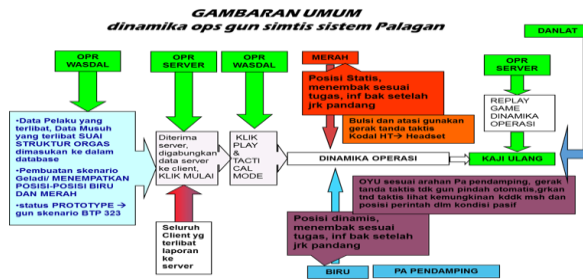 GAMBARAN UMUM
dinamika ops gun simtis sistem Palagan
DANLAT
OPR
WASDAL
OPR
SERVER
OPR
WASDAL
MERAH
OPR
SERVER
•Data Pelaku yang
terlibat, Data Musuh
yang terlibat SUAI
STRUKTUR ORGAS
dimasukan ke dalam
database
•Pembuatan skenario
Geladi/ MENEMPATKAN
POSISI-POSISI BIRU
DAN MERAH
•status PROTOTYPE →
gun skenario BTP 323
Diterima
server,
digabungkan
data server
ke client,
KLIK MULAI
KLIK
PLAY
&
TACTI
CAL
MODE
Posisi Statis,
menembak sesuai
tugas, inf bak setelah
jrk pandang
Bulsi dan atasi gunakan
gerak tanda taktis
Kodal HT→ Headset
REPLAY
GAME
DINAMIKA
OPERASI
DINAMIKA OPERASI
KAJI ULANG
OYU sesuai arahan Pa pendamping, gerak
tanda taktis tdk gun pindah otomatis,grkan
tnd taktis lihat kemungkinan kddk msh dan
posisi perintah dlm kondisi pasif
Seluruh
Client yg
terlibat
laporan
ke
server
Posisi dinamis,
menembak sesuai
tugas, inf bak setelah
jrk pandang
BIRU
PA PENDAMPING